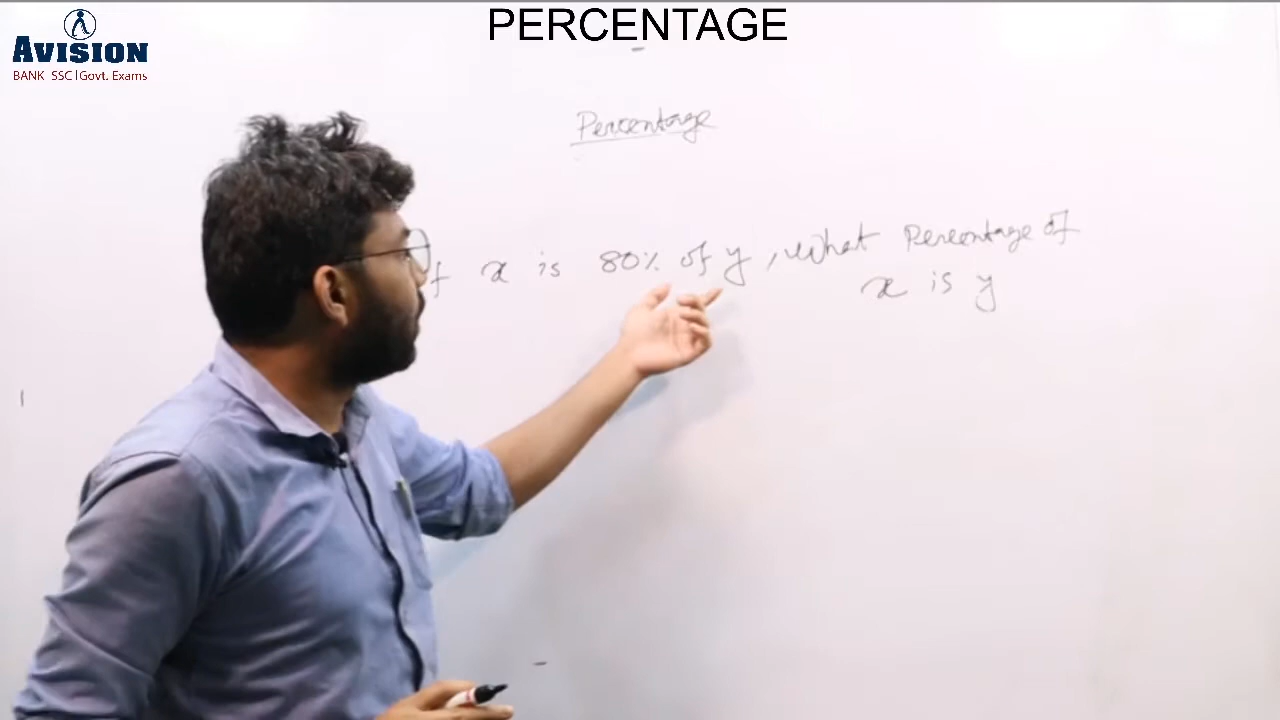 PERCENTAGE
AVISION
BANK SSC|Govt. Exams
Percentage
f x is 80% of y, What Percentage of
x is y